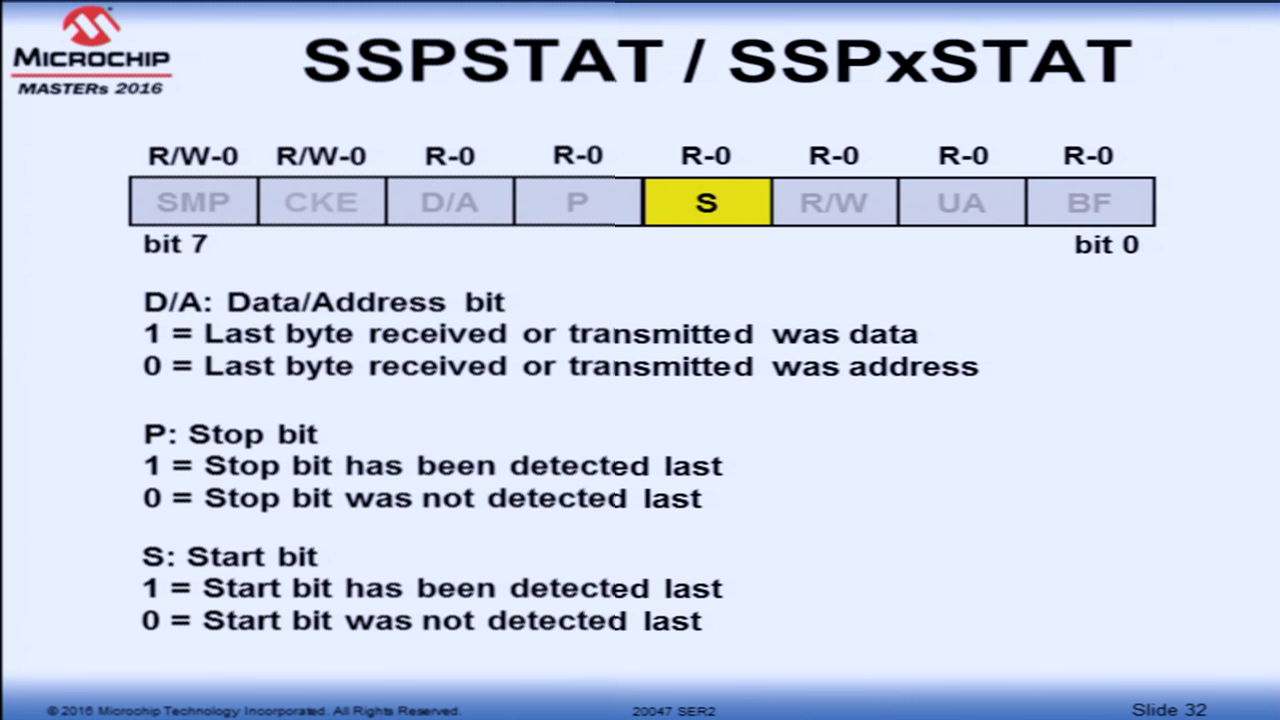 MICROCHIP
MASTERs 2016
SSPSTAT / SSPxSTAT
R/W-0 R/W-0 R-0 R-0 R-0 R-0 R-0 R-0
SMP CKE D/A P S R/W UA BF
bit 7 bit 0
D/A: Data/Address bit
1 = Last byte received or transmitted was data
0 = Last byte received or transmitted was address
P: Stop bit
1 = Stop bit has been detected last
0 = Stop bit was not detected last
S: Start bit
1 = Start bit has been detected last
0 = Start bit was not detected last
© 2016 Microchip Technology Incorporated. All Rights Reserved. 20047 SER2 Slide 32